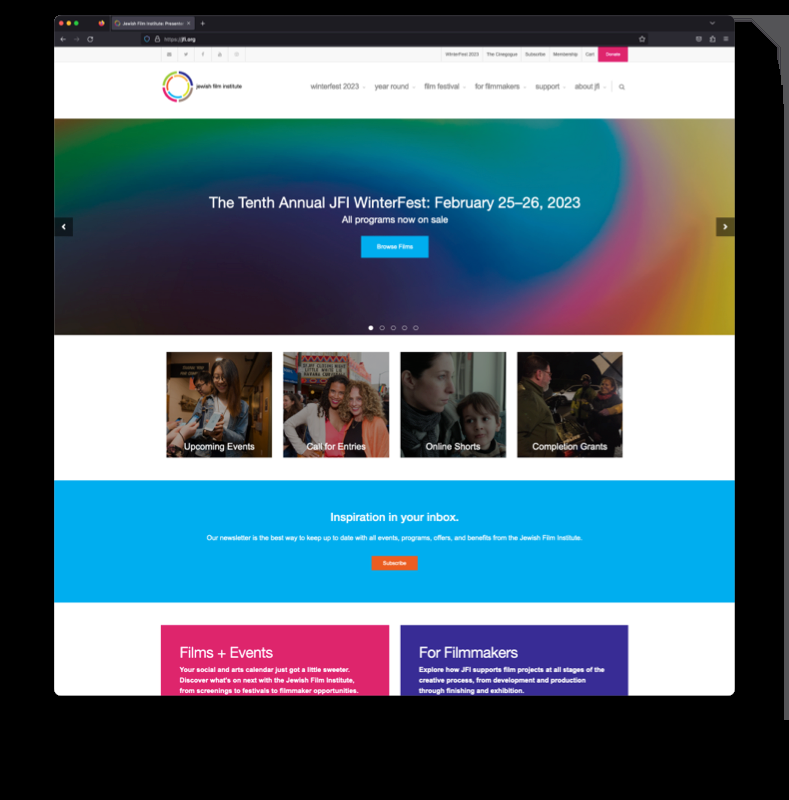 Jewish Film Institute: Presentin
https://jfi.org
WinterFest 2023 The Cinegogue Subscribe Membership Cart Donate
jewish film institute
winterfest 2023 year round film festival for filmmakers support about jfi
The Tenth Annual JFI WinterFest: February 25–26, 2023
All programs now on sale
Browse Films
Upcoming Events
Call for Entries
Online Shorts
Completion Grants
Inspiration in your inbox.
Our newsletter is the best way to keep up to date with all events, programs, offers, and benefits from the Jewish Film Institute.
Subscribe
Films + Events
Your social and arts calendar just got a little sweeter.
Discover what's on next with the Jewish Film Institute,
from screenings to festivals to filmmaker opportunities.
For Filmmakers
Explore how JFI supports film projects at all stages of the
creative process, from development and production
through finishing and exhibition.